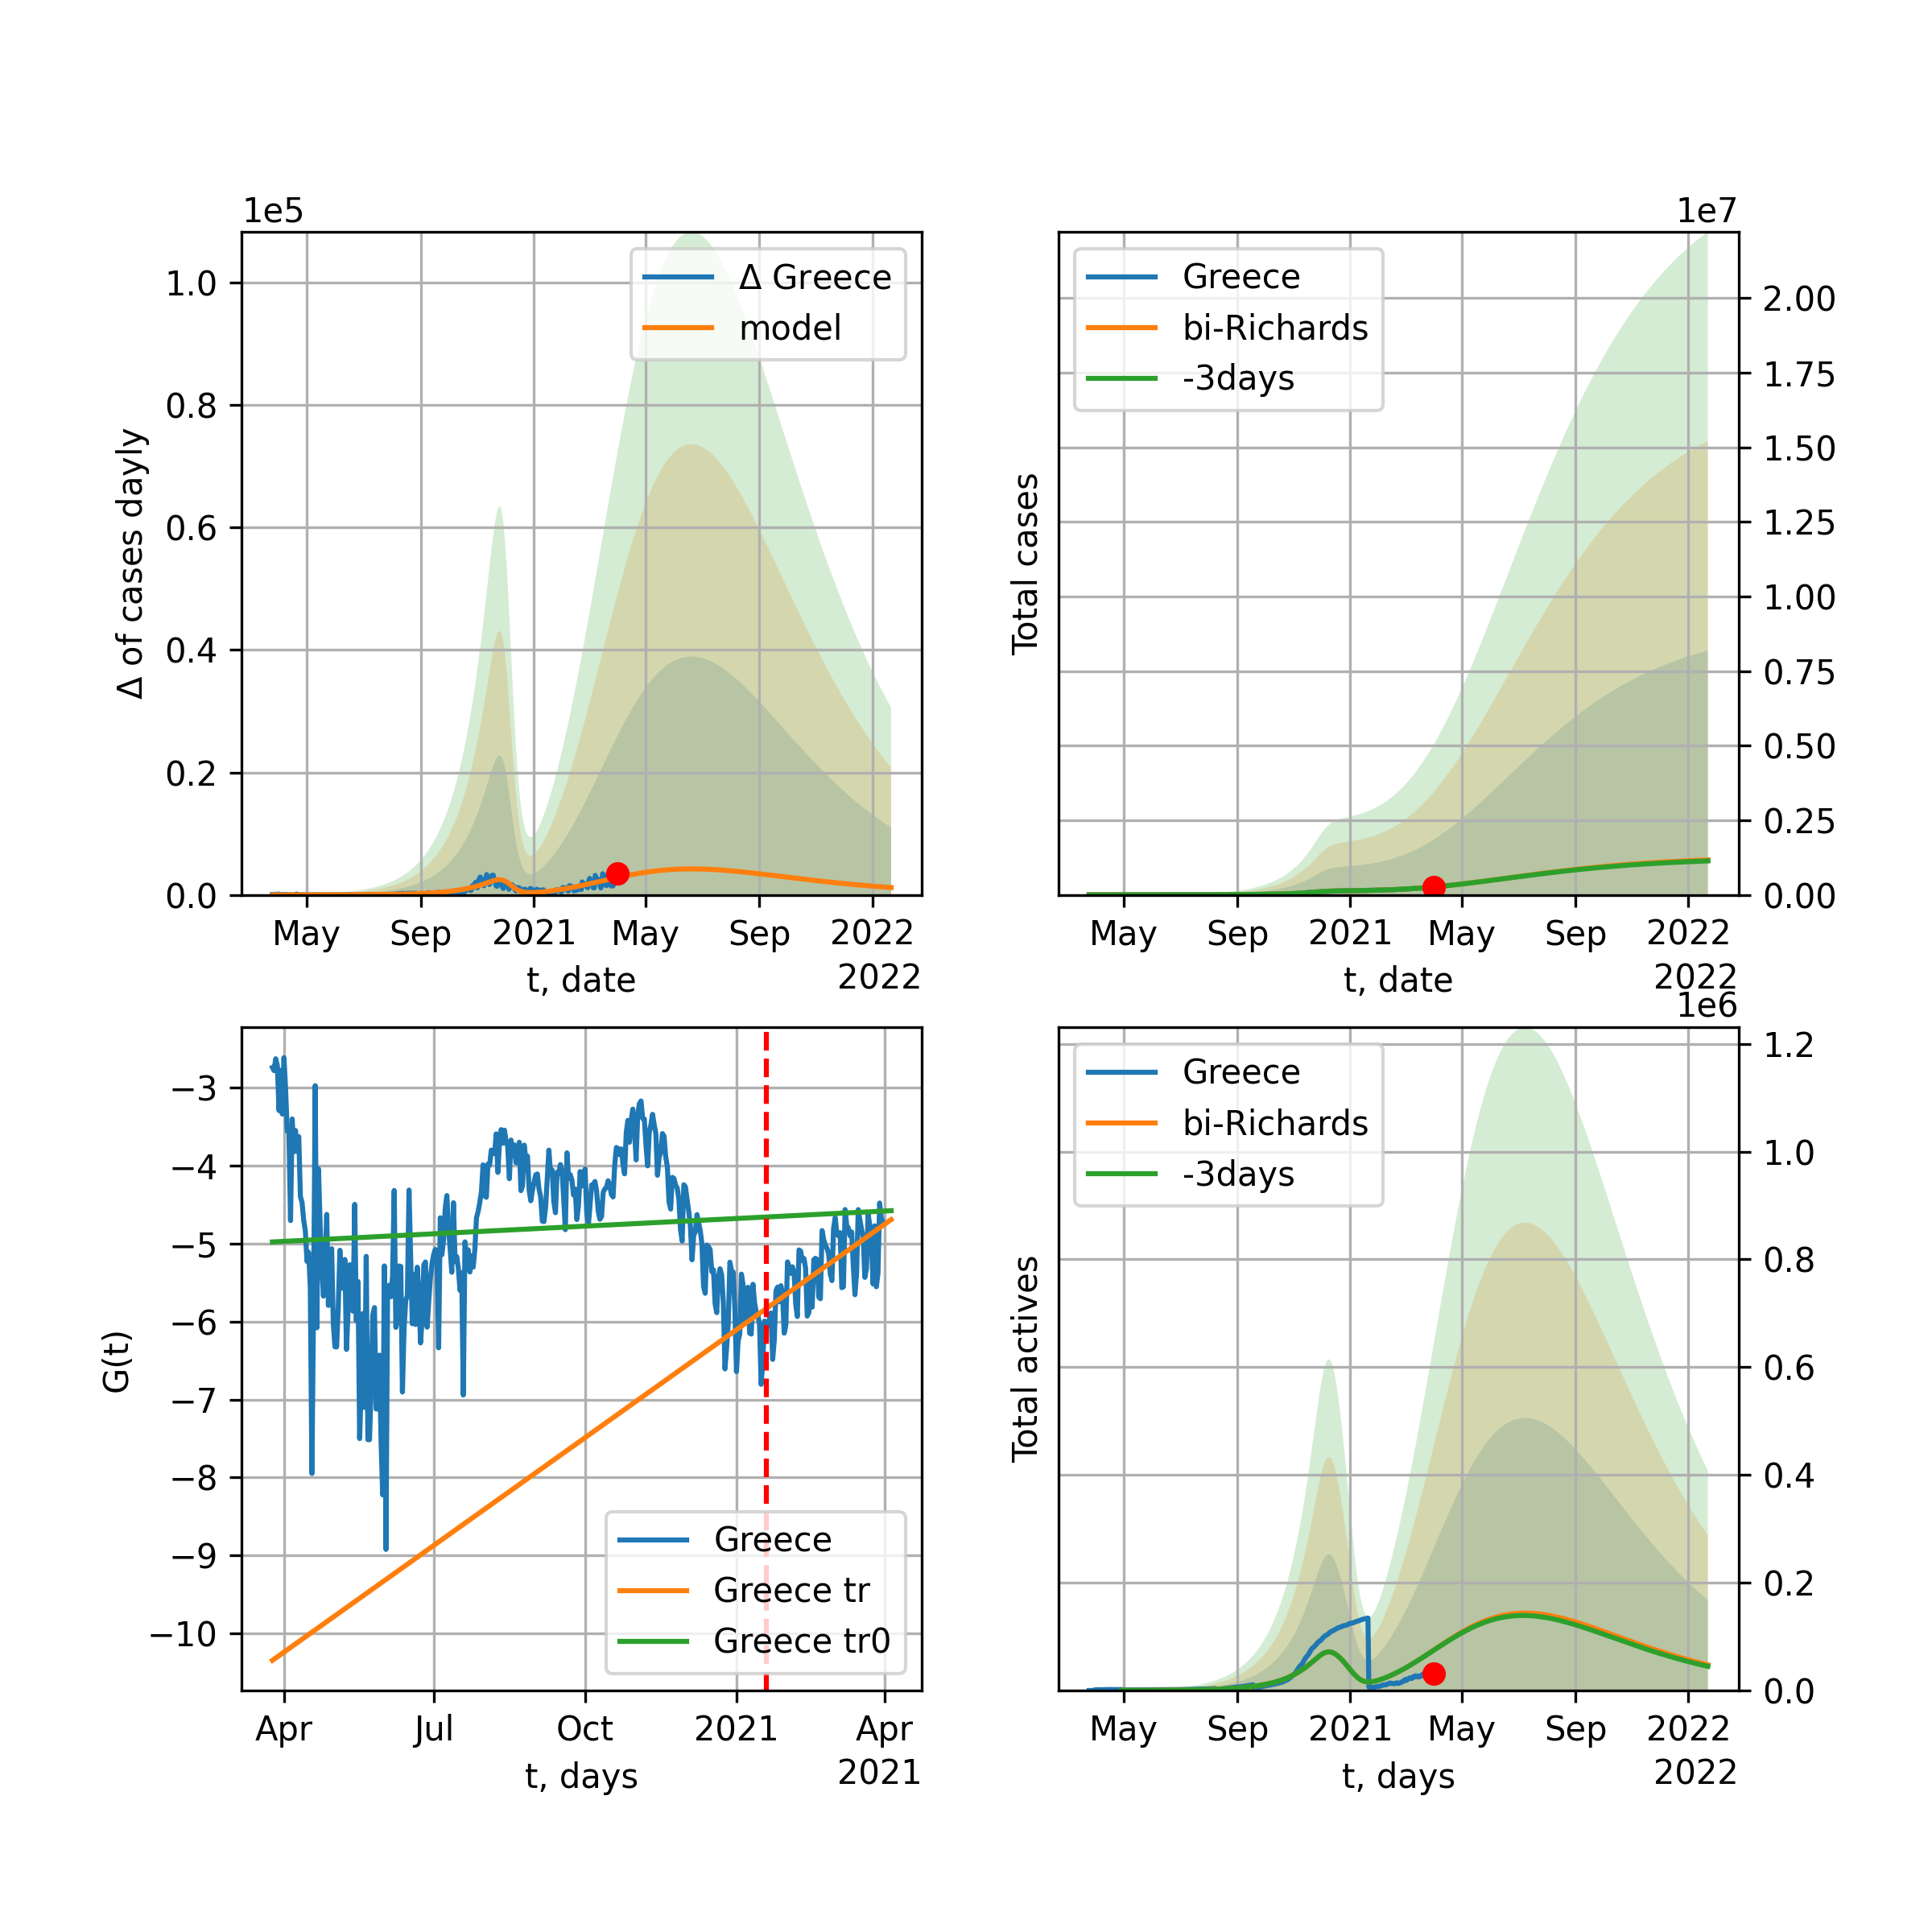 1e5
Δ Greece
model
1.0
0.8
0.6
0.4
0.2
0.0
Δ of cases dayly
May Sep 2021 May Sep 2022
t, date
2022
1e7
Greece
bi-Richards
-3days
2.00
1.75
1.50
1.25
1.00
0.75
0.50
0.25
0.00
Total cases
May Sep 2021 May Sep 2022
t, date
2022
−3
−4
−5
−6
−7
−8
−9
−10
G(t)
Greece
Greece tr
Greece tr0
Apr Jul Oct 2021 Apr
t, days
2021
1e6
Greece
bi-Richards
-3days
1.2
1.0
0.8
0.6
0.4
0.2
0.0
Total actives
May Sep 2021 May Sep 2022
t, days
2022